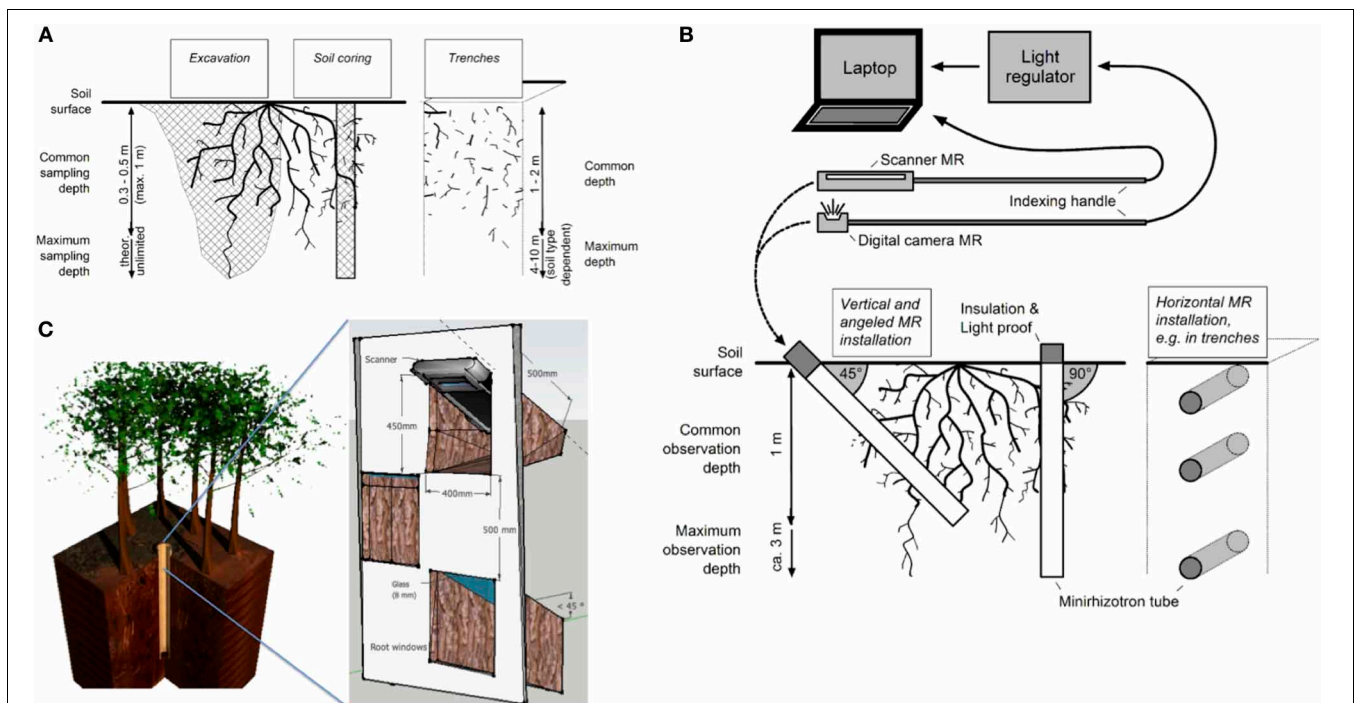 A
Excavation
Soil coring
Trenches
Soil
surface
Common
sampling
depth
0.3 - 0.5 m
(max. 1 m)
Maximum
sampling
depth
theor.
unlimited
1 - 2 m
Common
depth
4-10 m
(soil type
dependent)
Maximum
depth
B
Laptop
Light
regulator
Scanner MR
Indexing handle
Digital camera MR
Vertical and
angeled MR
installation
Insulation &
Light proof
Horizontal MR
installation,
e.g. in trenches
Soil
surface
45°
90°
Common
observation
depth
1 m
Maximum
observation
depth
ca. 3 m
Minirhizotron tube
C
Scanner
500mm
450mm
400mm
500 mm
Glass
(8 mm)
< 45 °
Root windows